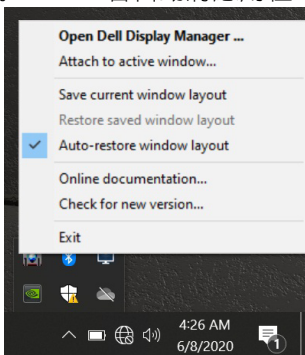 Open Dell Display Manager ...
Attach to active window...
Save current window layout
Restore saved window layout
Auto-restore window layout
Online documentation...
Check for new version...
Exit
4:26 AM
6/8/2020
1